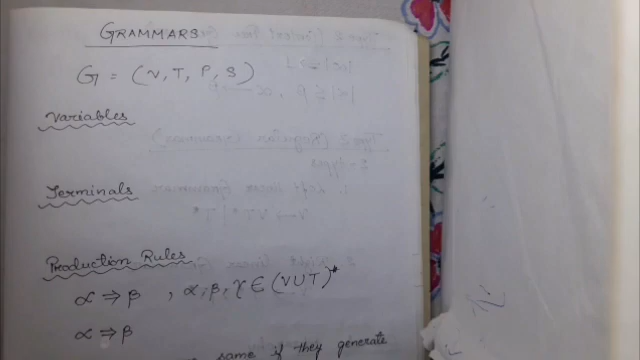 GRAMMARS
G = (V, T, P, S)
Variables
Terminals
Production Rules
α ⇒ β , α, β, γ ∈ (V U T)*
α ⇒ β
same if they generate